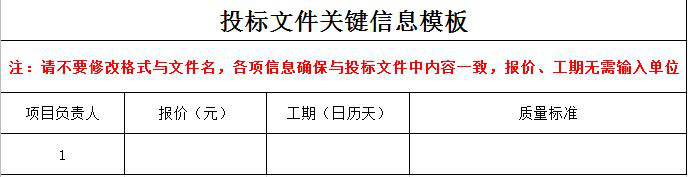 投标文件关键信息模板
注：请不要修改格式与文件名，各项信息确保与投标文件中内容一致，报价、工期无需输入单位
项目负责人 报价（元） 工期（日历天） 质量标准
1